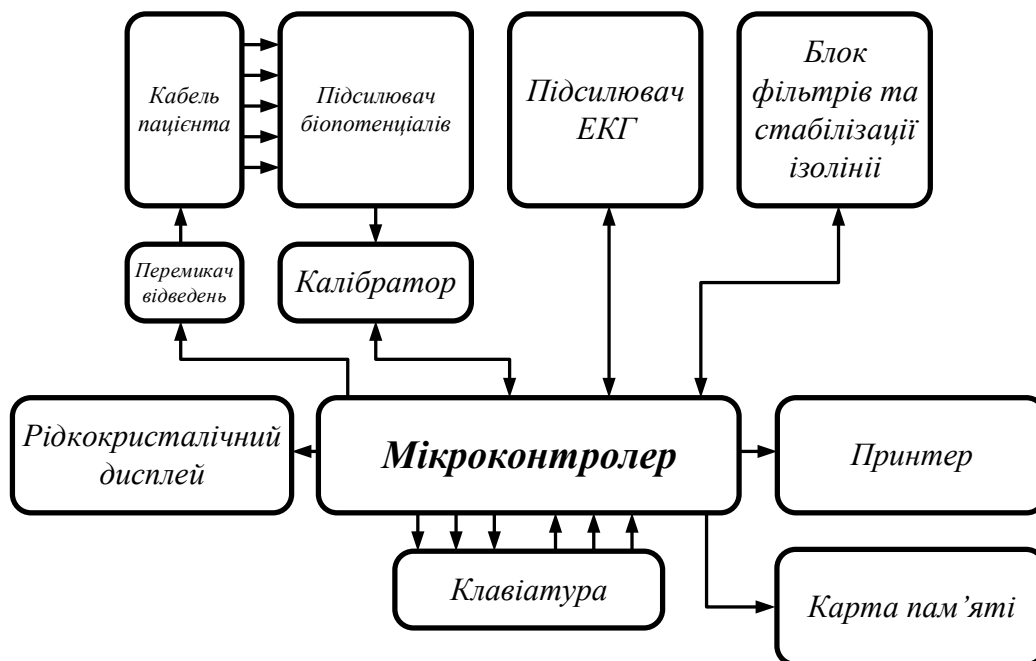 Кабель
пацієнта
Підсилювач
біопотенціалів
Підсилювач
ЕКГ
Блок
фільтрів та
стабілізації
ізолініі
Перемикач
відведень
Калібратор
Рідкокристалічний
дисплей
Мікроконтролер
Принтер
Клавіатура
Карта пам’яті